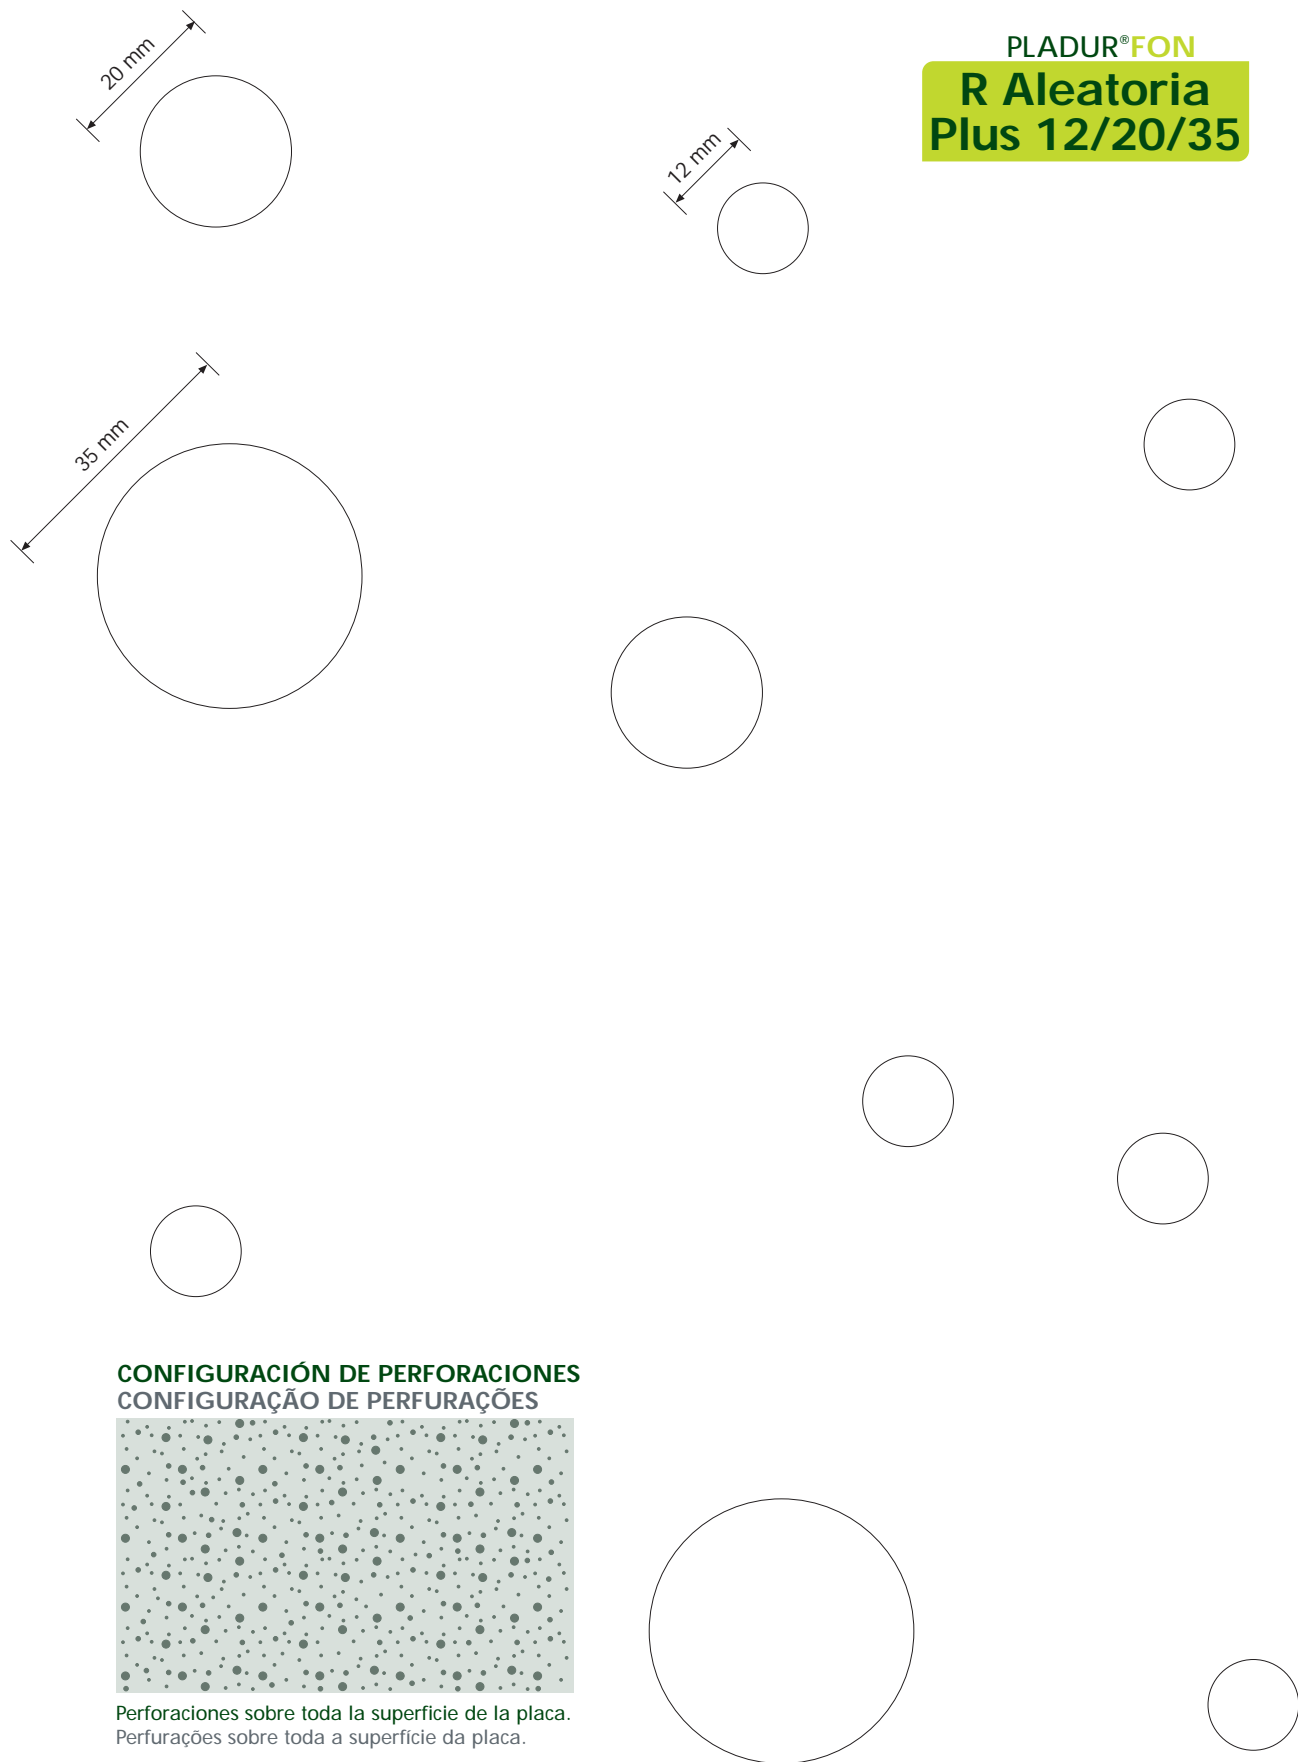 20 mm
PLADUR®FON
R Aleatoria
Plus 12/20/35
12 mm
35 mm
CONFIGURACIÓN DE PERFORACIONES
CONFIGURAÇÃO DE PERFURAÇÕES
Perforaciones sobre toda la superficie de la placa.
Perfurações sobre toda a superfície da placa.